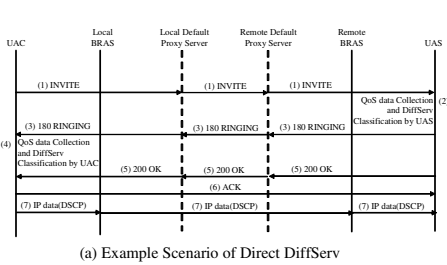 Local
BRAS
Local Default
Proxy Server
Remote Default
Proxy Server
Remote
BRAS
UAC
UAS
(1) INVITE
(1) INVITE
(1) INVITE
QoS data Collection
and DiffServ
Classification by UAS
(2
(3) 180 RINGING
(3) 180 RINGING
(3) 180 RINGING
(4)
QoS data Collection
and DiffServ
Classification by UAC
(5) 200 OK
(5) 200 OK
(5) 200 OK
(6) ACK
(7) IP data(DSCP)
(7) IP data(DSCP)
(7) IP data(DSCP)
(a) Example Scenario of Direct DiffServ